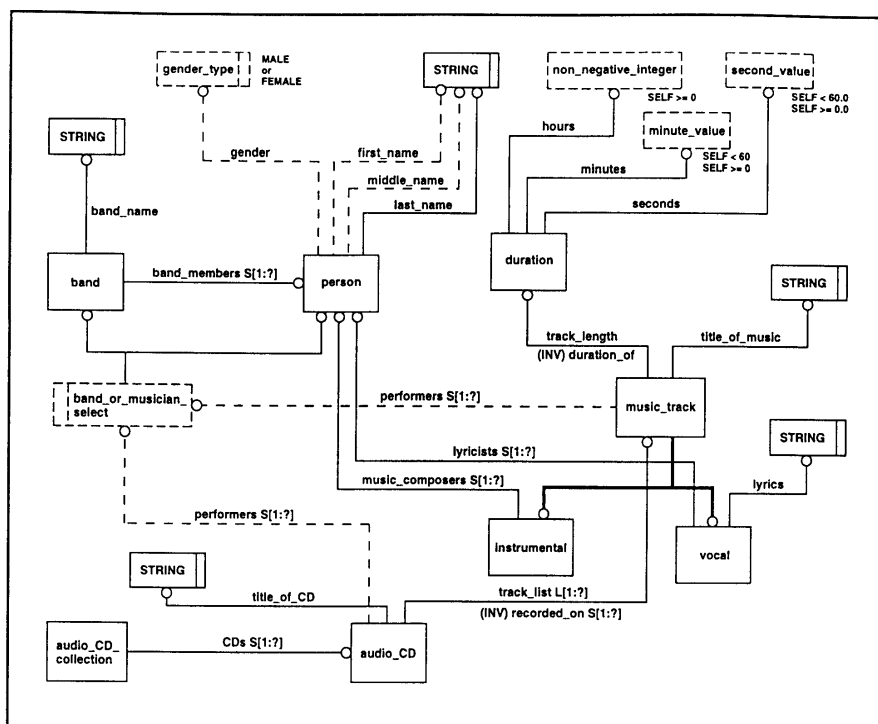 gender_type
MALE
or
FEMALE
STRING
non_negative_integer
SELF >= 0
second_value
SELF < 60.0
SELF >= 0.0
minute_value
SELF < 60
SELF >= 0
STRING
hours
gender
first_name
minutes
middle_name
band_name
last_name
seconds
band
band_members S[1:?]
person
duration
STRING
track_length
(INV) duration_of
title_of_music
band_or_musician_
select
performers S[1:?]
music_track
STRING
lyricists S[1:?]
music_composers S[1:?]
lyrics
performers S[1:?]
instrumental
vocal
STRING
title_of_CD
track_list L[1:?]
(INV) recorded_on S[1:?]
audio_CD_
collection
CDs S[1:?]
audio_CD